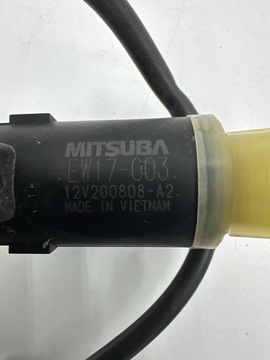 MITSUBA
EW17-003
12V200808-A2
MADE IN VIETNAM